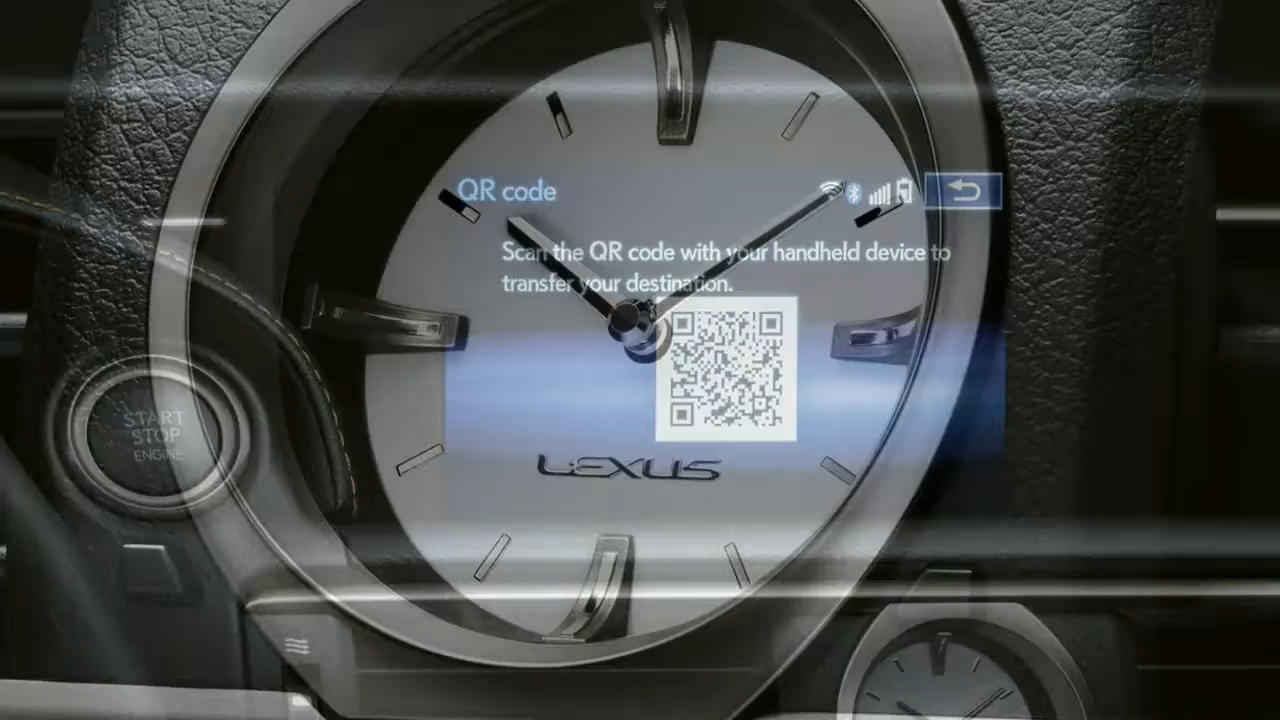 QR code
Scan the QR code with your handheld device to
transfer your destination.
START
STOP
ENGINE
LEXUS